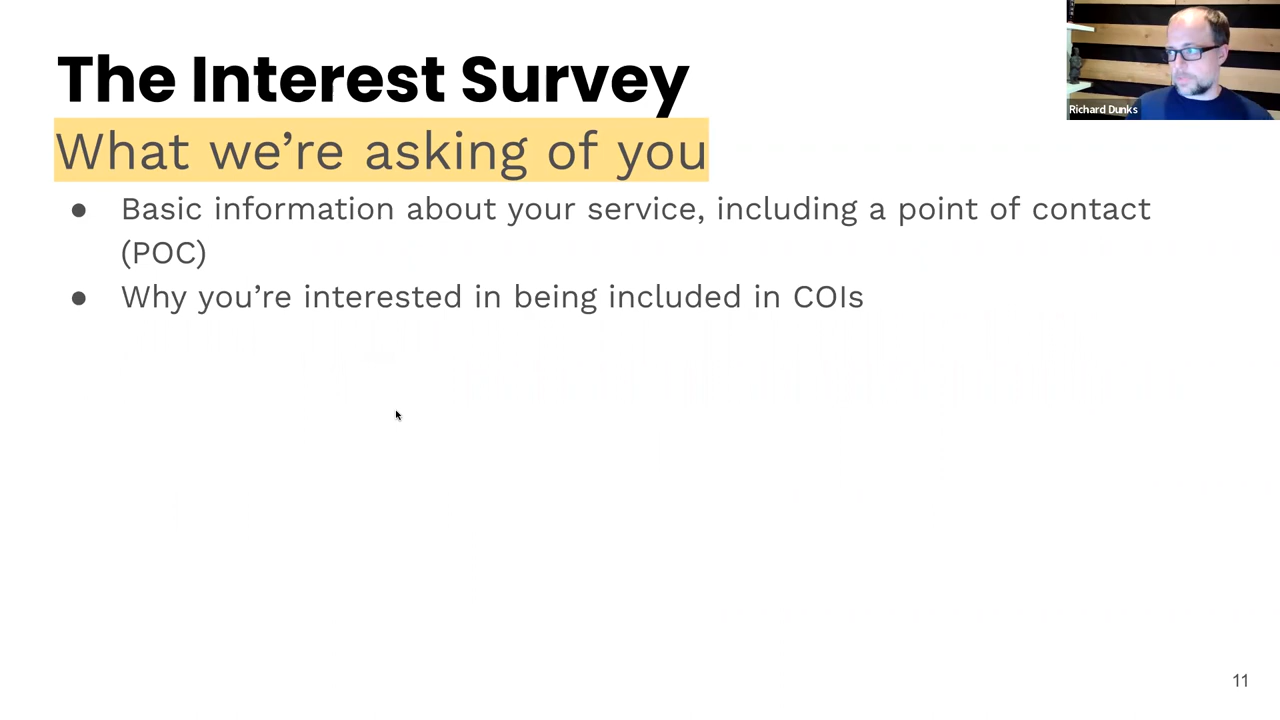 The Interest Survey
What we’re asking of you
● Basic information about your service, including a point of contact
(POC)
● Why you’re interested in being included in COIs
Richard Dunks
11